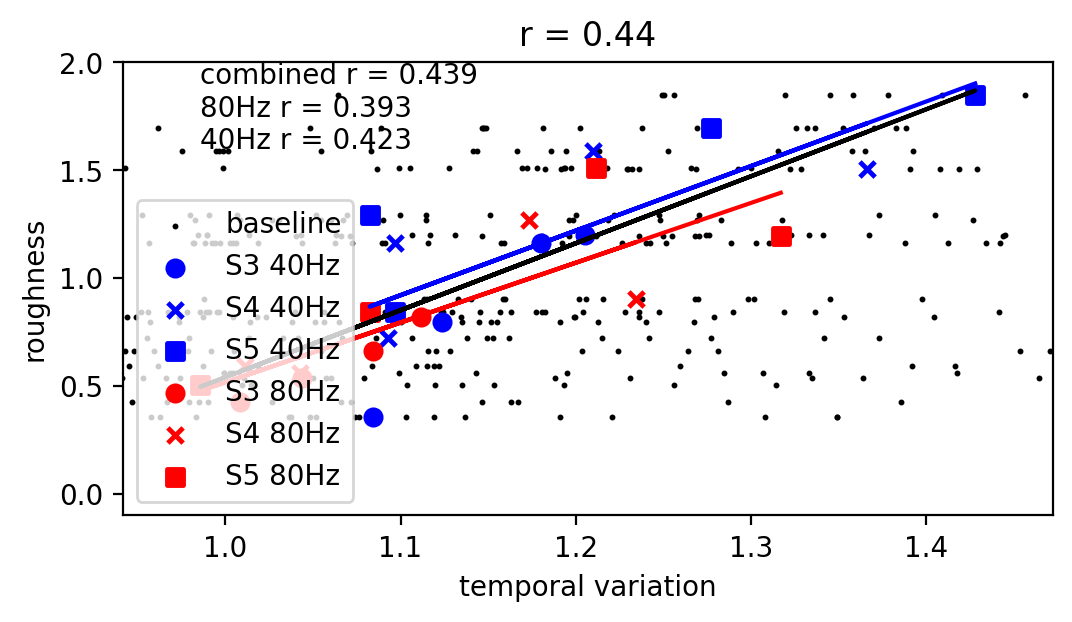 r = 0.44
combined r = 0.439
80Hz r = 0.393
40Hz r = 0.423
baseline
S3 40Hz
S4 40Hz
S5 40Hz
S3 80Hz
S4 80Hz
S5 80Hz
roughness
2.0
1.5
1.0
0.5
0.0
1.0 1.1 1.2 1.3 1.4
temporal variation